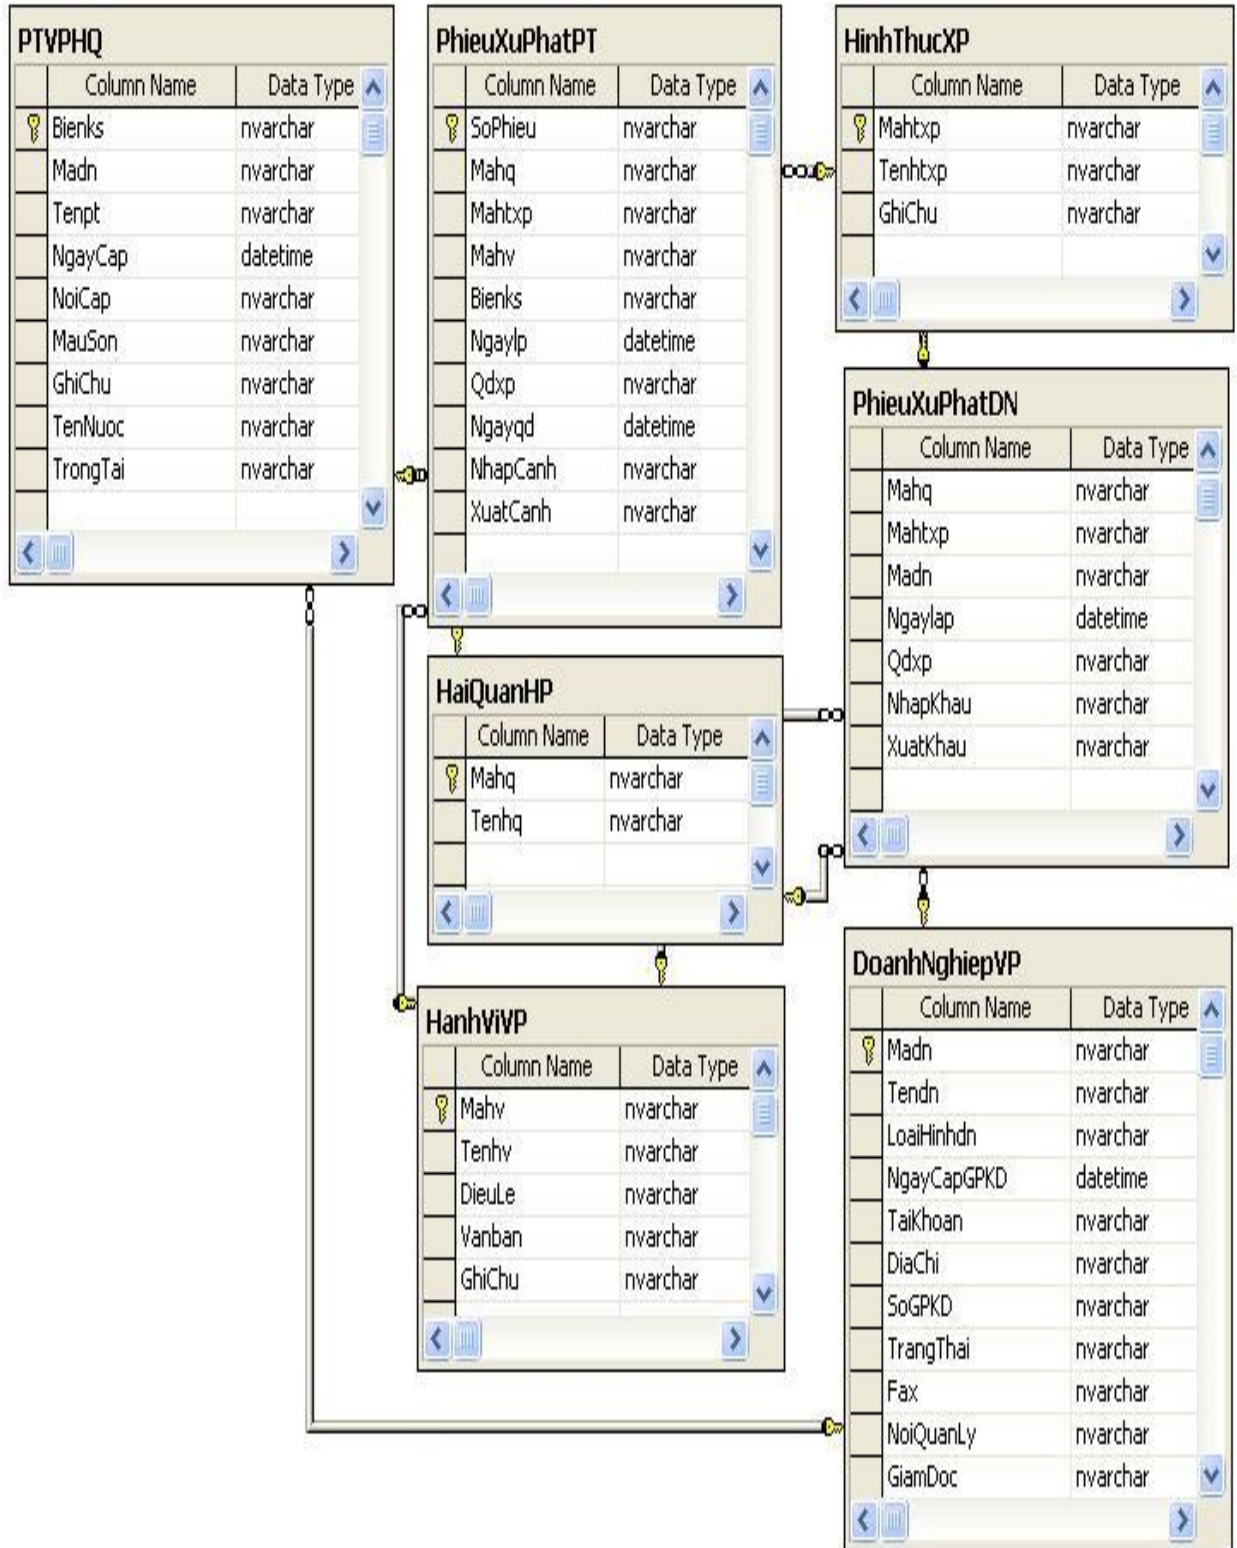 PTVPHQ
Column Name Data Type
Bienks nvarchar
Madn nvarchar
Tenpt nvarchar
NgayCap datetime
NoiCap nvarchar
MauSon nvarchar
GhiChu nvarchar
TenNuoc nvarchar
TrongTai nvarchar
PhieuXuPhatPT
Column Name Data Type
SoPhieu nvarchar
Mahq nvarchar
Mahtxp nvarchar
Mahv nvarchar
Bienks nvarchar
Ngaylp datetime
Qdxp nvarchar
Ngayqd datetime
NhapCanh nvarchar
XuatCanh nvarchar
HinhThucXP
Column Name Data Type
Mahtxp nvarchar
Tenhtxp nvarchar
GhiChu nvarchar
PhieuXuPhatDN
Column Name Data Type
Mahq nvarchar
Mahtxp nvarchar
Madn nvarchar
Ngaylap datetime
Qdxp nvarchar
NhapKhau nvarchar
XuatKhau nvarchar
HaiQuanHP
Column Name Data Type
Mahq nvarchar
Tenhq nvarchar
HanhViVP
Column Name Data Type
Mahv nvarchar
Tenhv nvarchar
DieuLe nvarchar
Vanban nvarchar
GhiChu nvarchar
DoanhNghiepVP
Column Name Data Type
Madn nvarchar
Tendn nvarchar
LoaiHinhdn nvarchar
NgayCapGPKD datetime
TaiKhoan nvarchar
DiaChi nvarchar
SoGPKD nvarchar
TrangThai nvarchar
Fax nvarchar
NoiQuanLy nvarchar
GiamDoc nvarchar